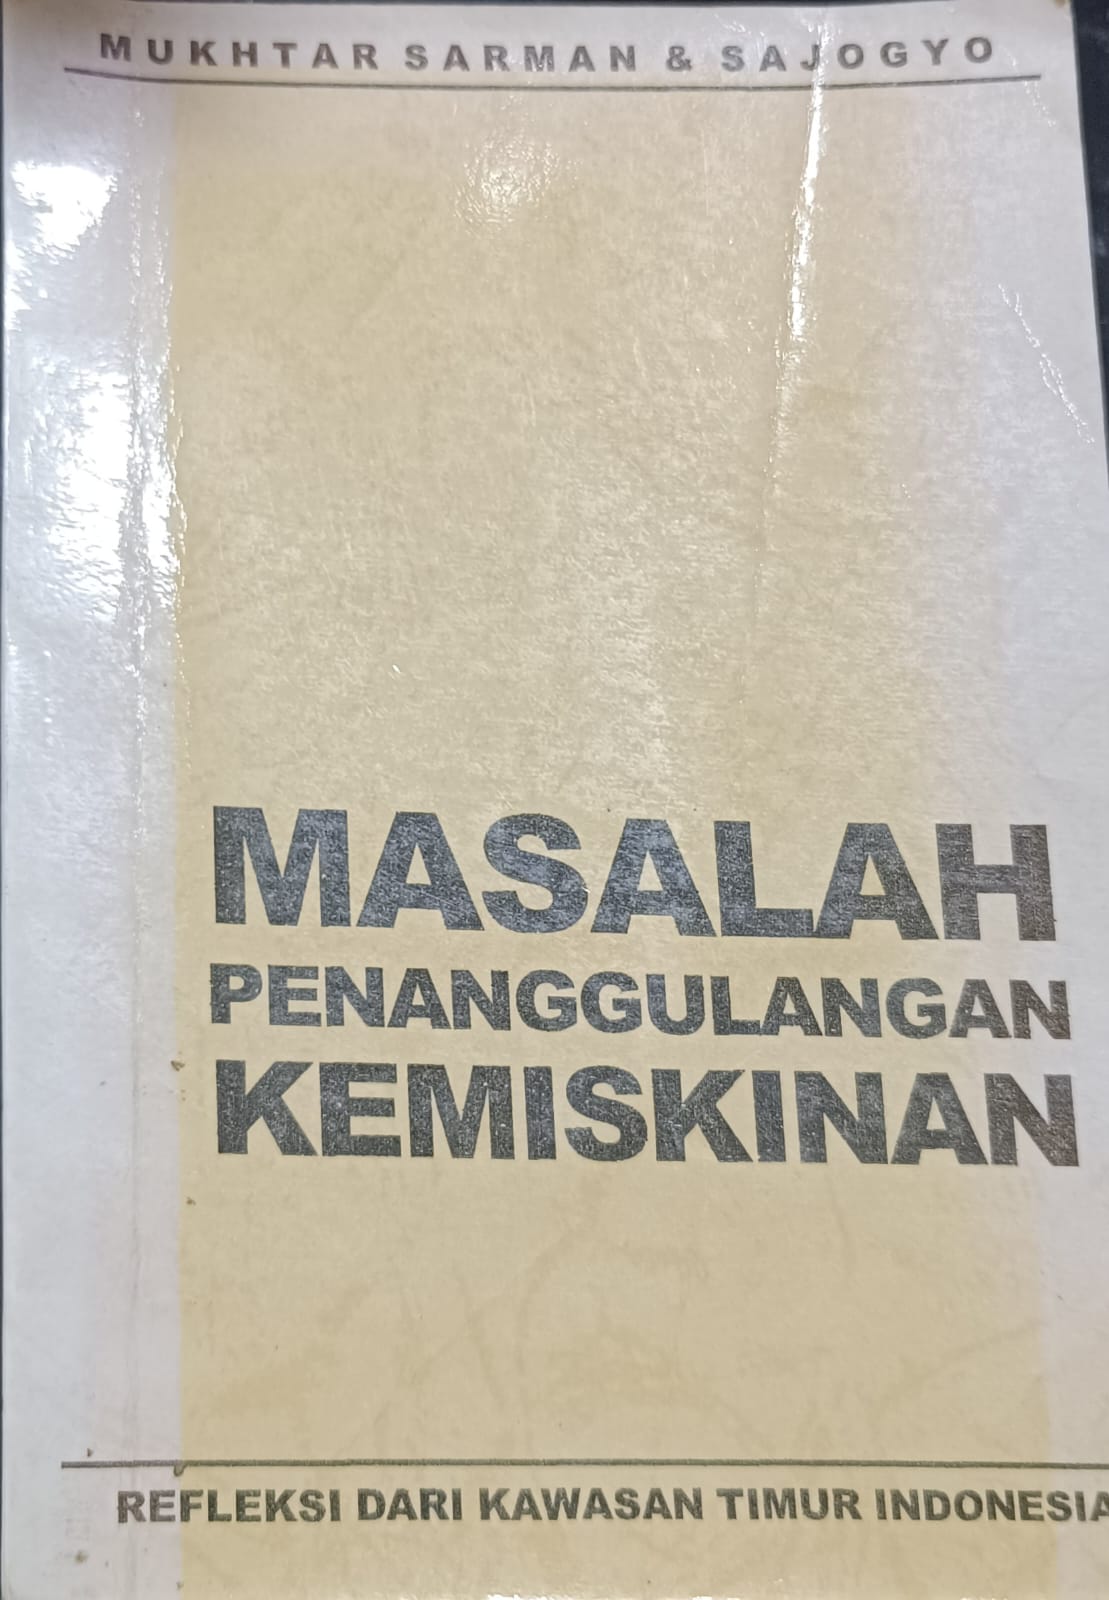 MUKHTAR SARMAN & SAJOGYO
MASALAH
PENANGGULANGAN
KEMISKINAN
REFLEKSI DARI KAWASAN TIMUR INDONESIA